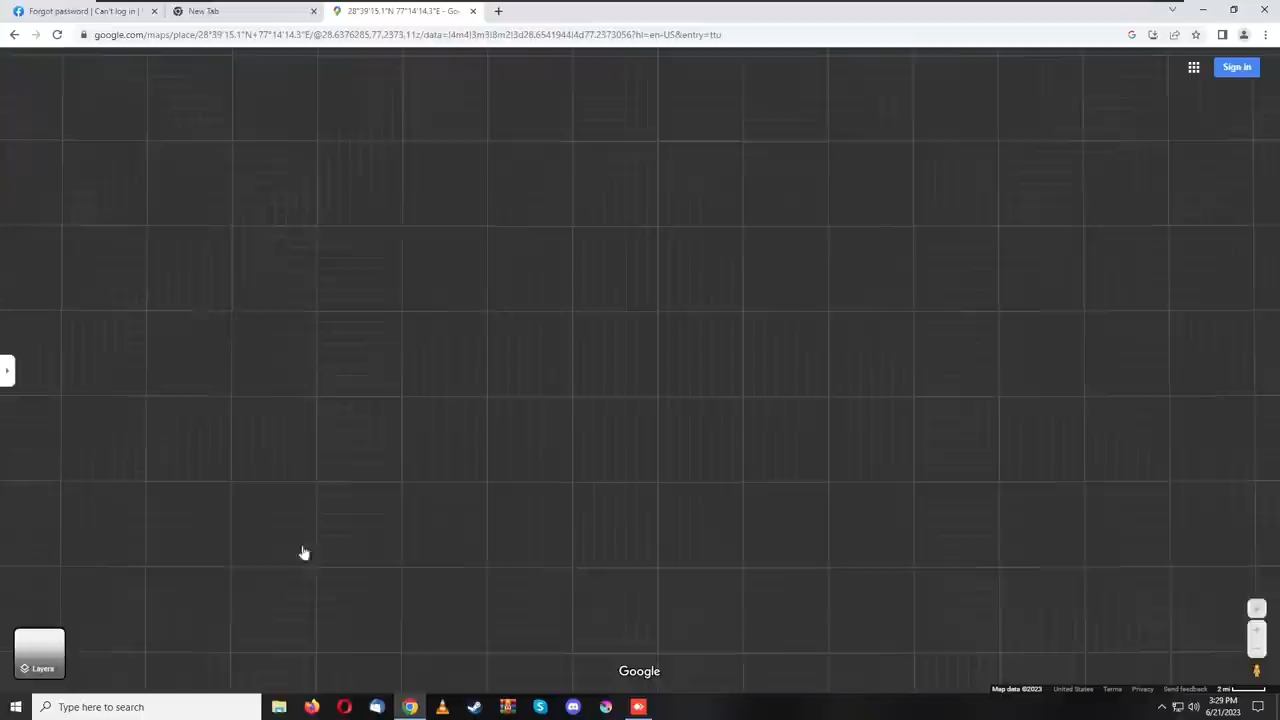 Forgot password | Can't log in |
New Tab
28°39'15.1"N 77°14'14.3"E - Go
google.com/maps/place/28°39'15.1"N+77°14'14.3"E/@28.6376285,77.2373,11z/data=!4m4!3m3!8m2!3d28.6541944!4d77.2373056?hl=en-US&entry=ttu
Sign in
Layers
Google
Map data ©2023 United States Terms Privacy Send feedback 2 mi
Type here to search
3:29 PM
6/21/2023